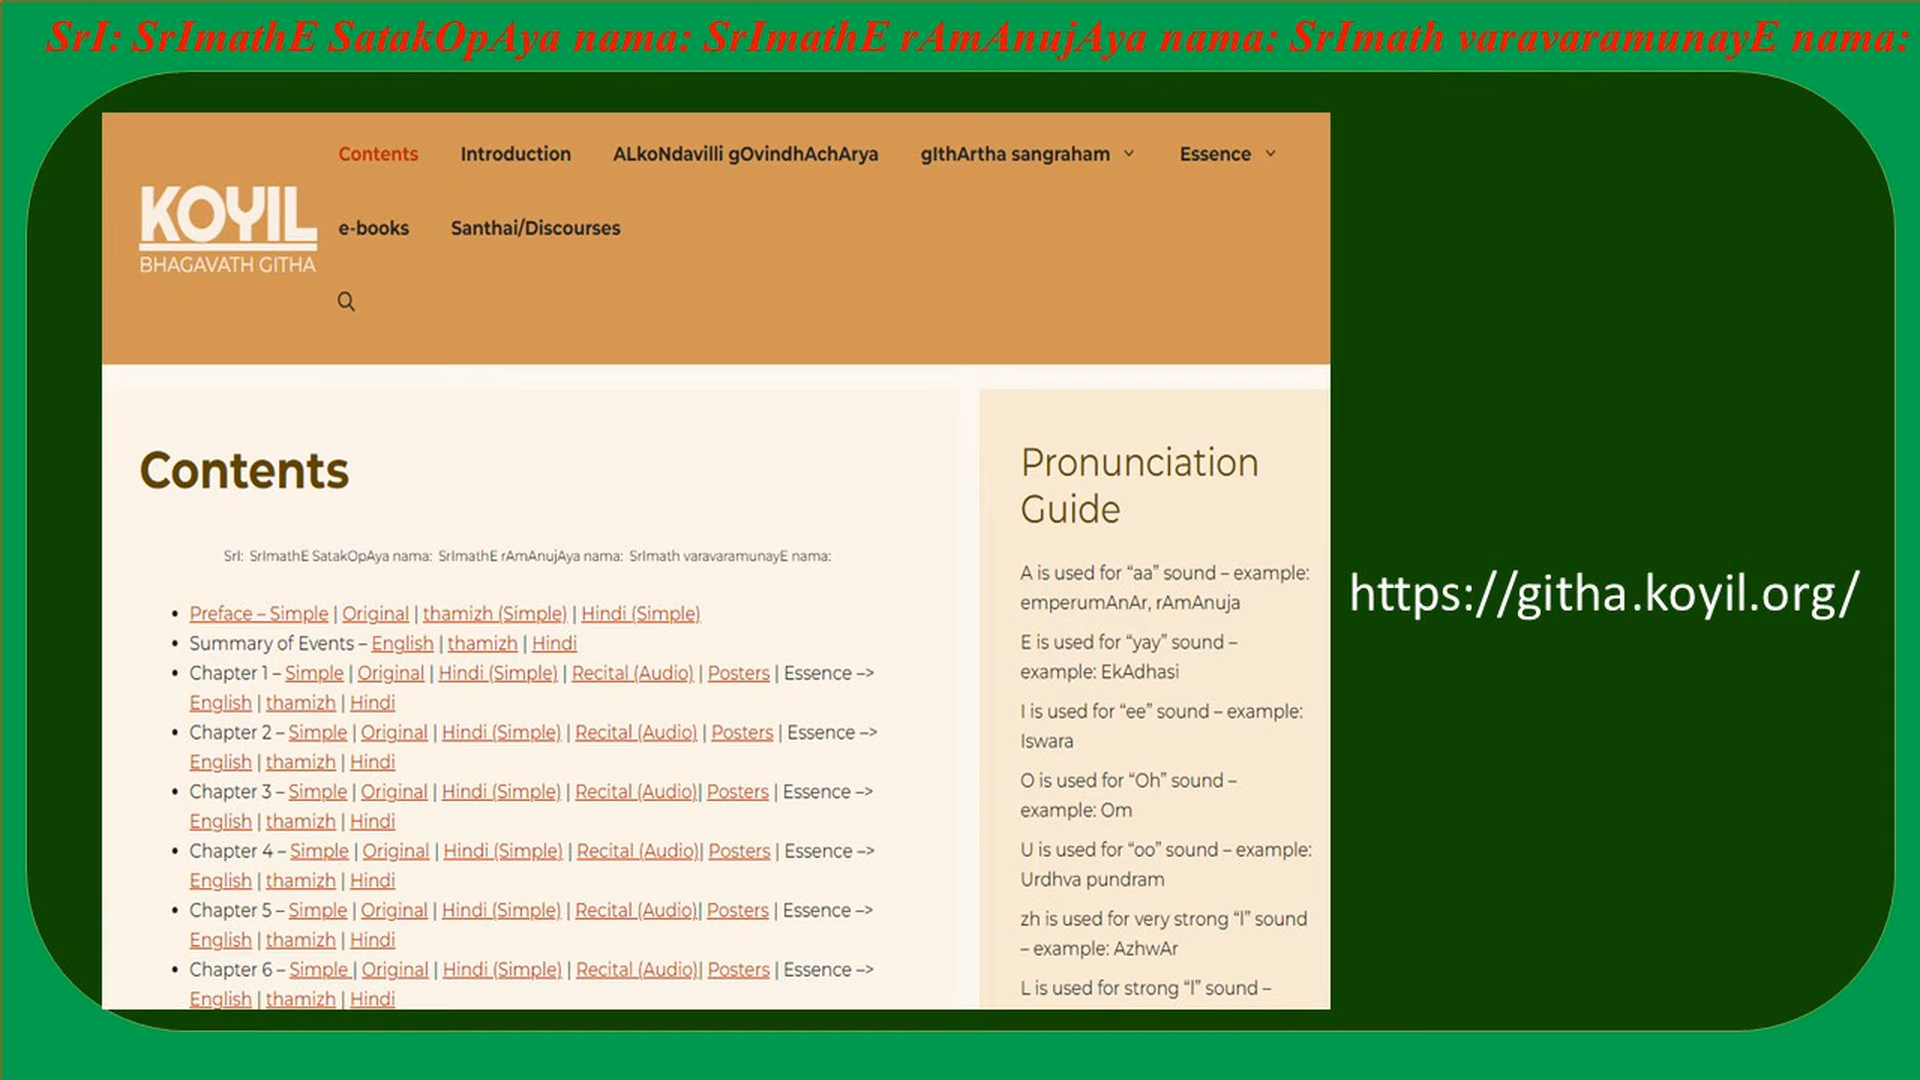 SrI: SrImathE SatakOpAya nama: SrImathE rAmAnujAya nama: SrImath varavaramunayE nama:
Contents Introduction ALkoNdavilli gOvindhAchArya gIthArtha sangraham Essence
KOYIL
BHAGAVATH GITHA
e-books Santhai/Discourses
Contents
SrI: SrImathE SatakOpAya nama: SrImathE rAmAnujAya nama: SrImath varavaramunayE nama:
• Preface – Simple | Original | thamizh (Simple) | Hindi (Simple)
• Summary of Events – English | thamizh | Hindi
• Chapter 1 – Simple | Original | Hindi (Simple) | Recital (Audio) | Posters | Essence –>
English | thamizh | Hindi
• Chapter 2 – Simple | Original | Hindi (Simple) | Recital (Audio) | Posters | Essence –>
English | thamizh | Hindi
• Chapter 3 – Simple | Original | Hindi (Simple) | Recital (Audio)| Posters | Essence –>
English | thamizh | Hindi
• Chapter 4 – Simple | Original | Hindi (Simple) | Recital (Audio)| Posters | Essence –>
English | thamizh | Hindi
• Chapter 5 – Simple | Original | Hindi (Simple) | Recital (Audio)| Posters | Essence –>
English | thamizh | Hindi
• Chapter 6 – Simple | Original | Hindi (Simple) | Recital (Audio)| Posters | Essence –>
English | thamizh | Hindi
Pronunciation
Guide
A is used for “aa” sound – example:
emperumAnAr, rAmAnuja
E is used for “yay” sound –
example: EkAdhasi
I is used for “ee” sound – example:
Iswara
O is used for “Oh” sound –
example: Om
U is used for “oo” sound – example:
Urdhva pundram
zh is used for very strong “l” sound
– example: AzhwAr
L is used for strong “l” sound –
https://githa.koyil.org/